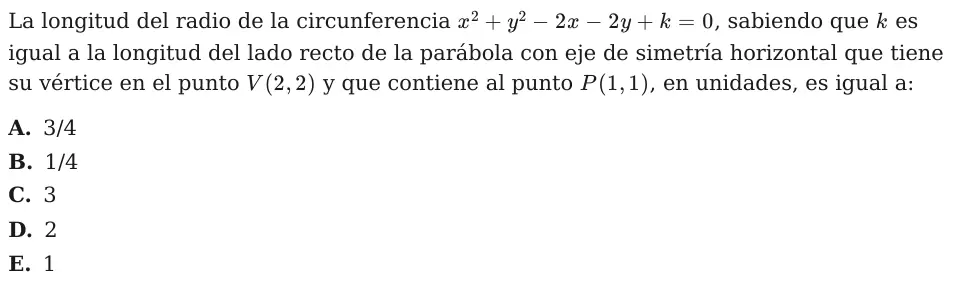 La longitud del radio de la circunferencia x² + y² − 2x − 2y + k = 0, sabiendo que k es
igual a la longitud del lado recto de la parábola con eje de simetría horizontal que tiene
su vértice en el punto V(2, 2) y que contiene al punto P(1, 1), en unidades, es igual a:
A. 3/4
B. 1/4
C. 3
D. 2
E. 1